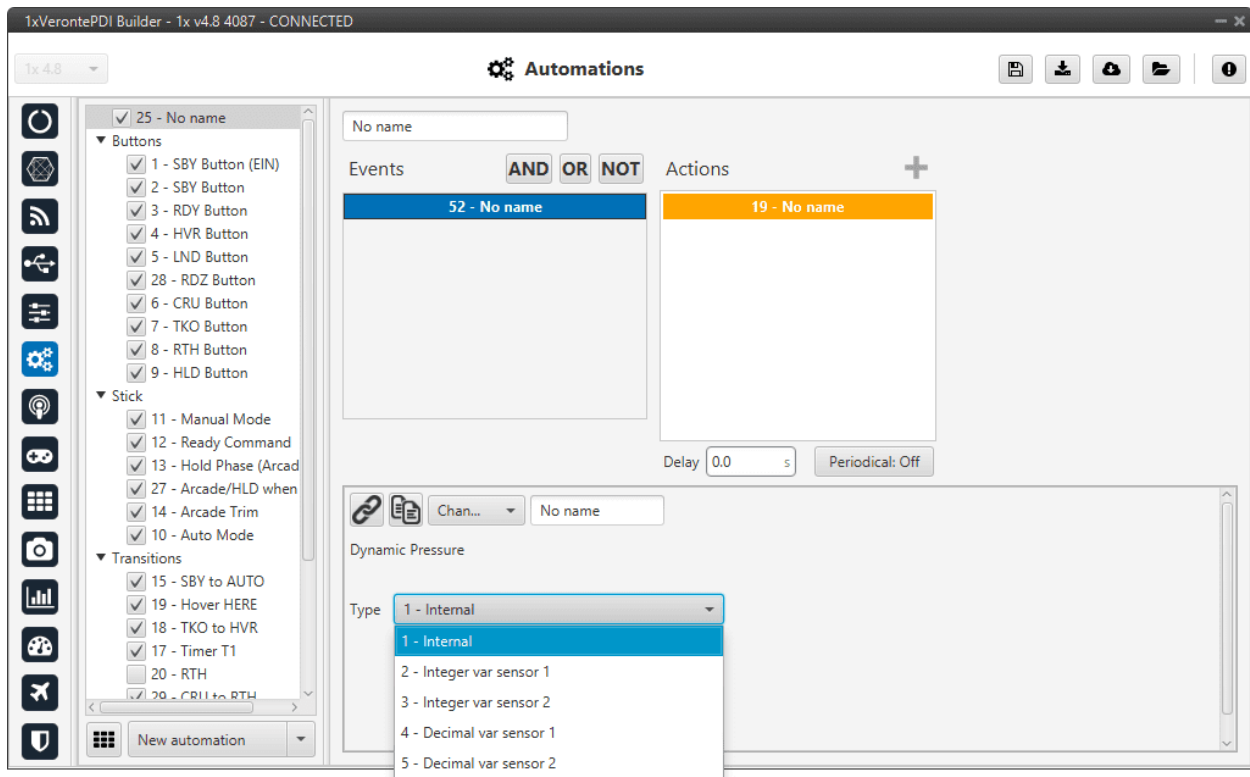 1xVerontePDI Builder - 1x v4.8 4087 - CONNECTED
1x 4.8
Automations
25 - No name
Buttons
1 - SBY Button (EIN)
2 - SBY Button
3 - RDY Button
4 - HVR Button
5 - LND Button
28 - RDZ Button
6 - CRU Button
7 - TKO Button
8 - RTH Button
9 - HLD Button
Stick
11 - Manual Mode
12 - Ready Command
13 - Hold Phase (Arcad
27 - Arcade/HLD when
14 - Arcade Trim
10 - Auto Mode
Transitions
15 - SBY to AUTO
19 - Hover HERE
18 - TKO to HVR
17 - Timer T1
20 - RTH
29 - CRU to RTH
New automation
No name
Events AND OR NOT
52 - No name
Actions
19 - No name
Delay 0.0 s Periodical: Off
Chan... No name
Dynamic Pressure
Type 1 - Internal
1 - Internal
2 - Integer var sensor 1
3 - Integer var sensor 2
4 - Decimal var sensor 1
5 - Decimal var sensor 2